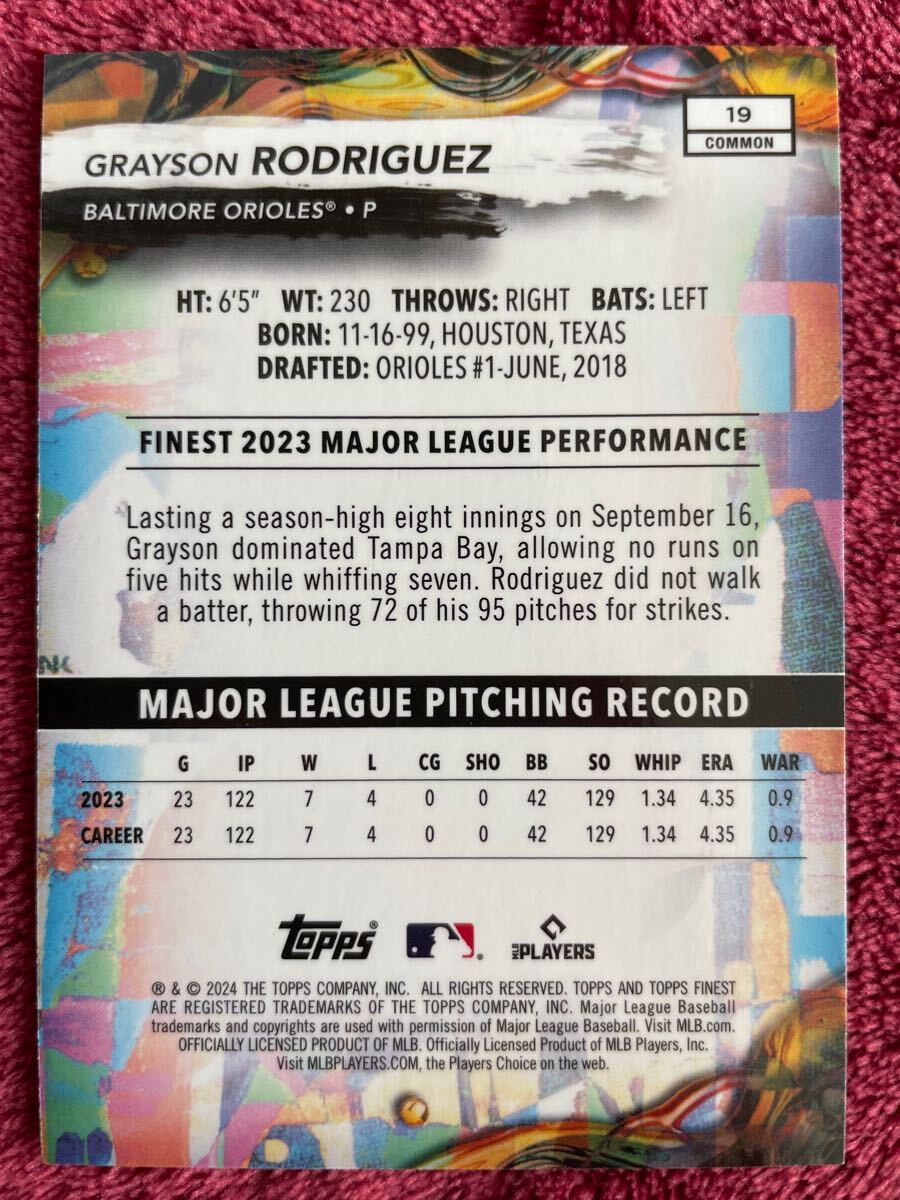 19
COMMON
GRAYSON RODRIGUEZ
BALTIMORE ORIOLES® • P
HT: 6'5" WT: 230 THROWS: RIGHT BATS: LEFT
BORN: 11-16-99, HOUSTON, TEXAS
DRAFTED: ORIOLES #1-JUNE, 2018
FINEST 2023 MAJOR LEAGUE PERFORMANCE
Lasting a season-high eight innings on September 16,
Grayson dominated Tampa Bay, allowing no runs on
five hits while whiffing seven. Rodriguez did not walk
a batter, throwing 72 of his 95 pitches for strikes.
MAJOR LEAGUE PITCHING RECORD
G IP W L CG SHO BB SO WHIP ERA WAR
2023 23 122 7 4 0 0 42 129 1.34 4.35 0.9
CAREER 23 122 7 4 0 0 42 129 1.34 4.35 0.9
topps® ® MLB PLAYERS
® & © 2024 THE TOPPS COMPANY, INC. ALL RIGHTS RESERVED. TOPPS AND TOPPS FINEST
ARE REGISTERED TRADEMARKS OF THE TOPPS COMPANY, INC. Major League Baseball
trademarks and copyrights are used with permission of Major League Baseball. Visit MLB.com.
OFFICIALLY LICENSED PRODUCT OF MLB. Officially Licensed Product of MLB Players, Inc.
Visit MLBPLAYERS.COM, the Players Choice on the web.